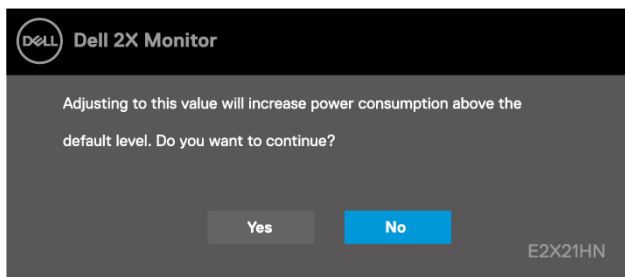 DELL Dell 2X Monitor
Adjusting to this value will increase power consumption above the
default level. Do you want to continue?
Yes No
E2X21HN